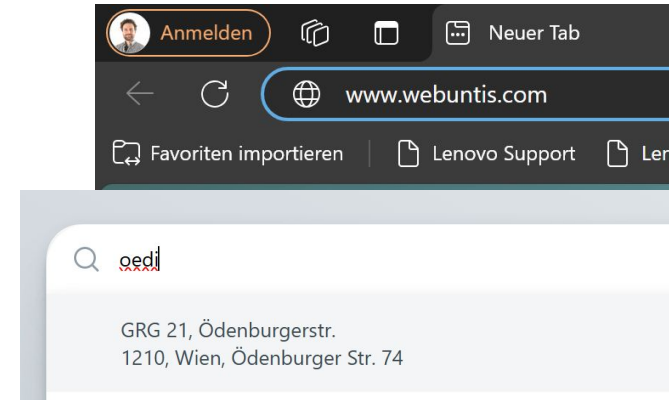 Anmelden
Neuer Tab
www.webuntis.com
Favoriten importieren
Lenovo Support
Ler
oedi
GRG 21, Ödenburgerstr.
1210, Wien, Ödenburger Str. 74